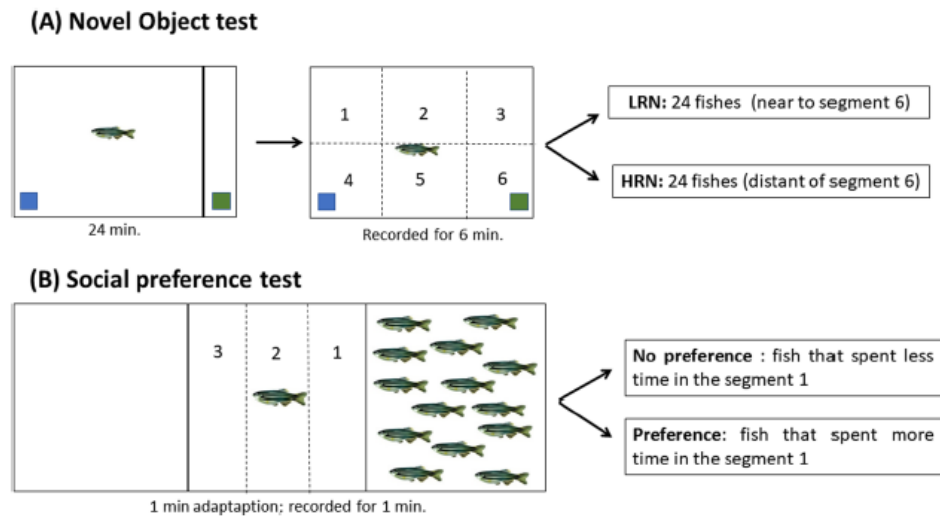 (A) Novel Object test
1 2 3
4 5 6
24 min.
Recorded for 6 min.
LRN: 24 fishes (near to segment 6)
HRN: 24 fishes (distant of segment 6)
(B) Social preference test
3 2 1
1 min adaptaption; recorded for 1 min.
No preference : fish that spent less
time in the segment 1
Preference: fish that spent more
time in the segment 1